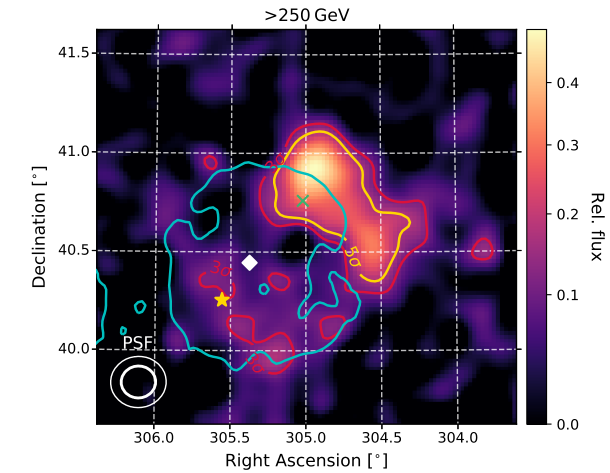 >250 GeV
41.5
41.0
40.5
40.0
Declination [°]
306.0
305.5
305.0
304.5
304.0
Right Ascension [°]
PSF
3σ
5σ
0.4
0.3
0.2
0.1
0.0
Rel. flux